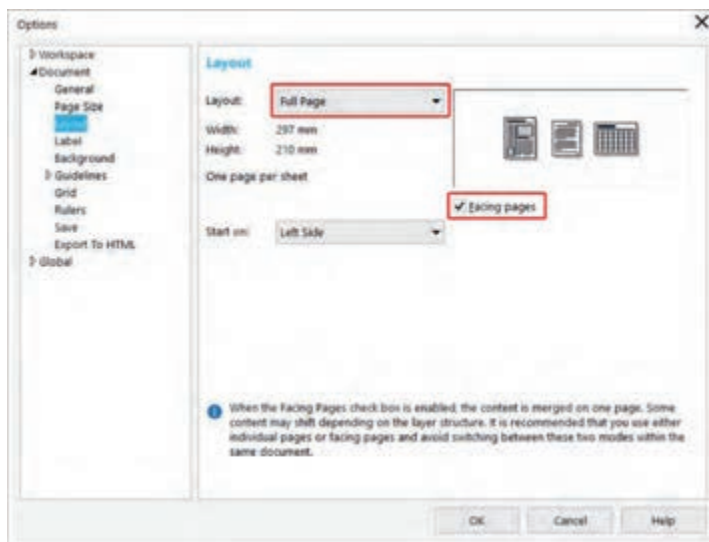 Options
Workspace
Document
General
Page Size
Layout
Label
Background
Guidelines
Grid
Rulers
Save
Export To HTML
Global
Layout
Layout: Full Page
Width: 297 mm
Height: 210 mm
One page per sheet
Facing pages
Start on: Left Side
When the Facing Pages check box is enabled, the content is merged on one page. Some
content may shift depending on the layer structure. It is recommended that you use either
individual pages or facing pages and avoid switching between these two modes within the
same document.
OK Cancel Help